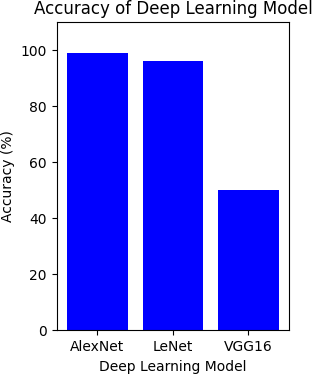 Accuracy of Deep Learning Model
Accuracy (%)
100
80
60
40
20
0
AlexNet LeNet VGG16
Deep Learning Model